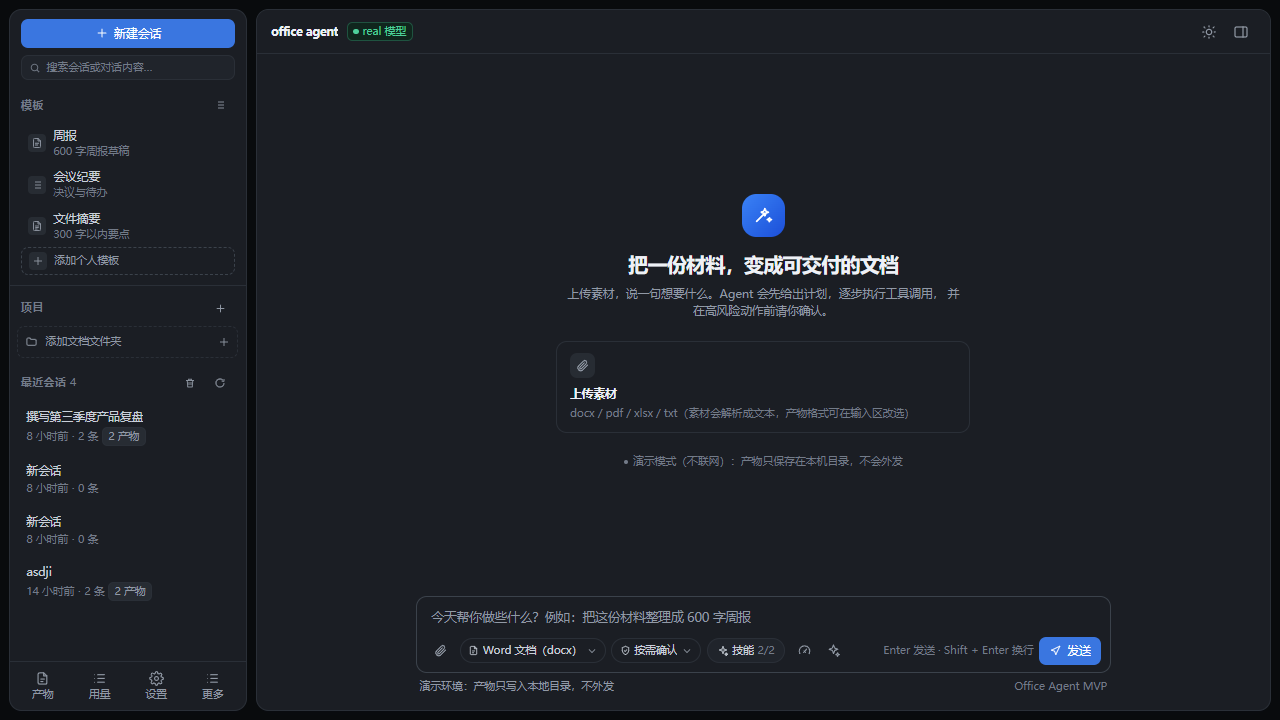 新建会话
搜索会话或对话内容...
模板
周报
600 字周报草稿
会议纪要
决议与待办
文件摘要
300 字以内要点
添加个人模板
项目
添加文档文件夹
最近会话 4
撰写第三季度产品复盘
8 小时前 · 2 条 2 产物
新会话
8 小时前 · 0 条
新会话
8 小时前 · 0 条
asdji
14 小时前 · 2 条 2 产物
产物 用量 设置 更多
office agent real 模型
把一份材料，变成可交付的文档
上传素材，说一句想要什么。Agent 会先给出计划，逐步执行工具调用， 并
在高风险动作前请你确认。
上传素材
docx / pdf / xlsx / txt（素材会解析成文本，产物格式可在输入区改选）
演示模式（不联网）：产物只保存在本机目录，不会外发
今天帮你做些什么？例如：把这份材料整理成 600 字周报
Word 文档（docx） 按需确认 技能 2/2 Enter 发送 · Shift + Enter 换行 发送
演示环境：产物只写入本地目录，不外发 Office Agent MVP